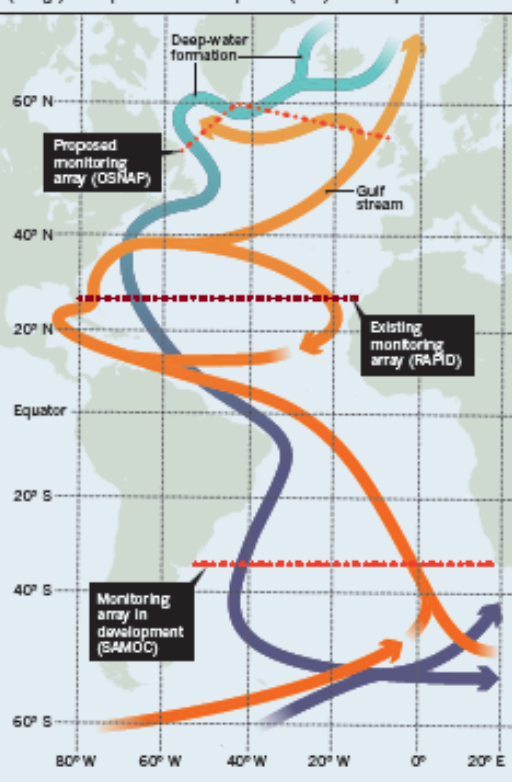 Deep-water
formation
60° N
Proposed
monitoring
array (OSNAP)
Gulf
stream
40° N
20° N
Existing
monitoring
array (RAPID)
Equator
20° S
40° S
Monitoring
array in
development
(SAMOC)
60° S
80° W 60° W 40° W 20° W 0° 20° E